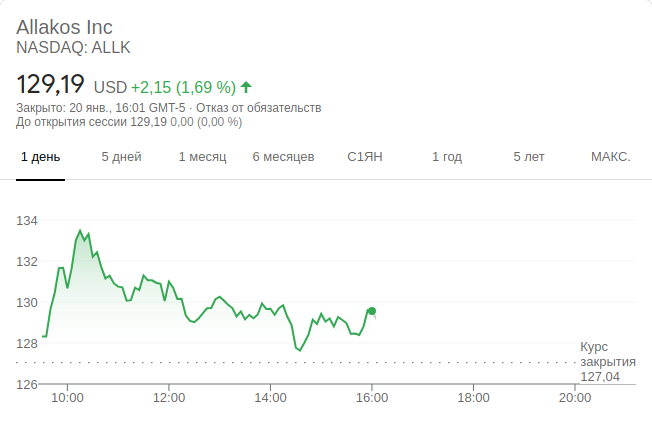 Allakos Inc
NASDAQ: ALLK
129,19 USD +2,15 (1,69 %)
Закрыто: 20 янв., 16:01 GMT-5 · Отказ от обязательств
До открытия сессии 129,19 0,00 (0,00 %)
1 день 5 дней 1 месяц 6 месяцев С1ЯН 1 год 5 лет МАКС.
134
132
130
128
Курс
закрытия
127,04
126
10:00 12:00 14:00 16:00 18:00 20:00